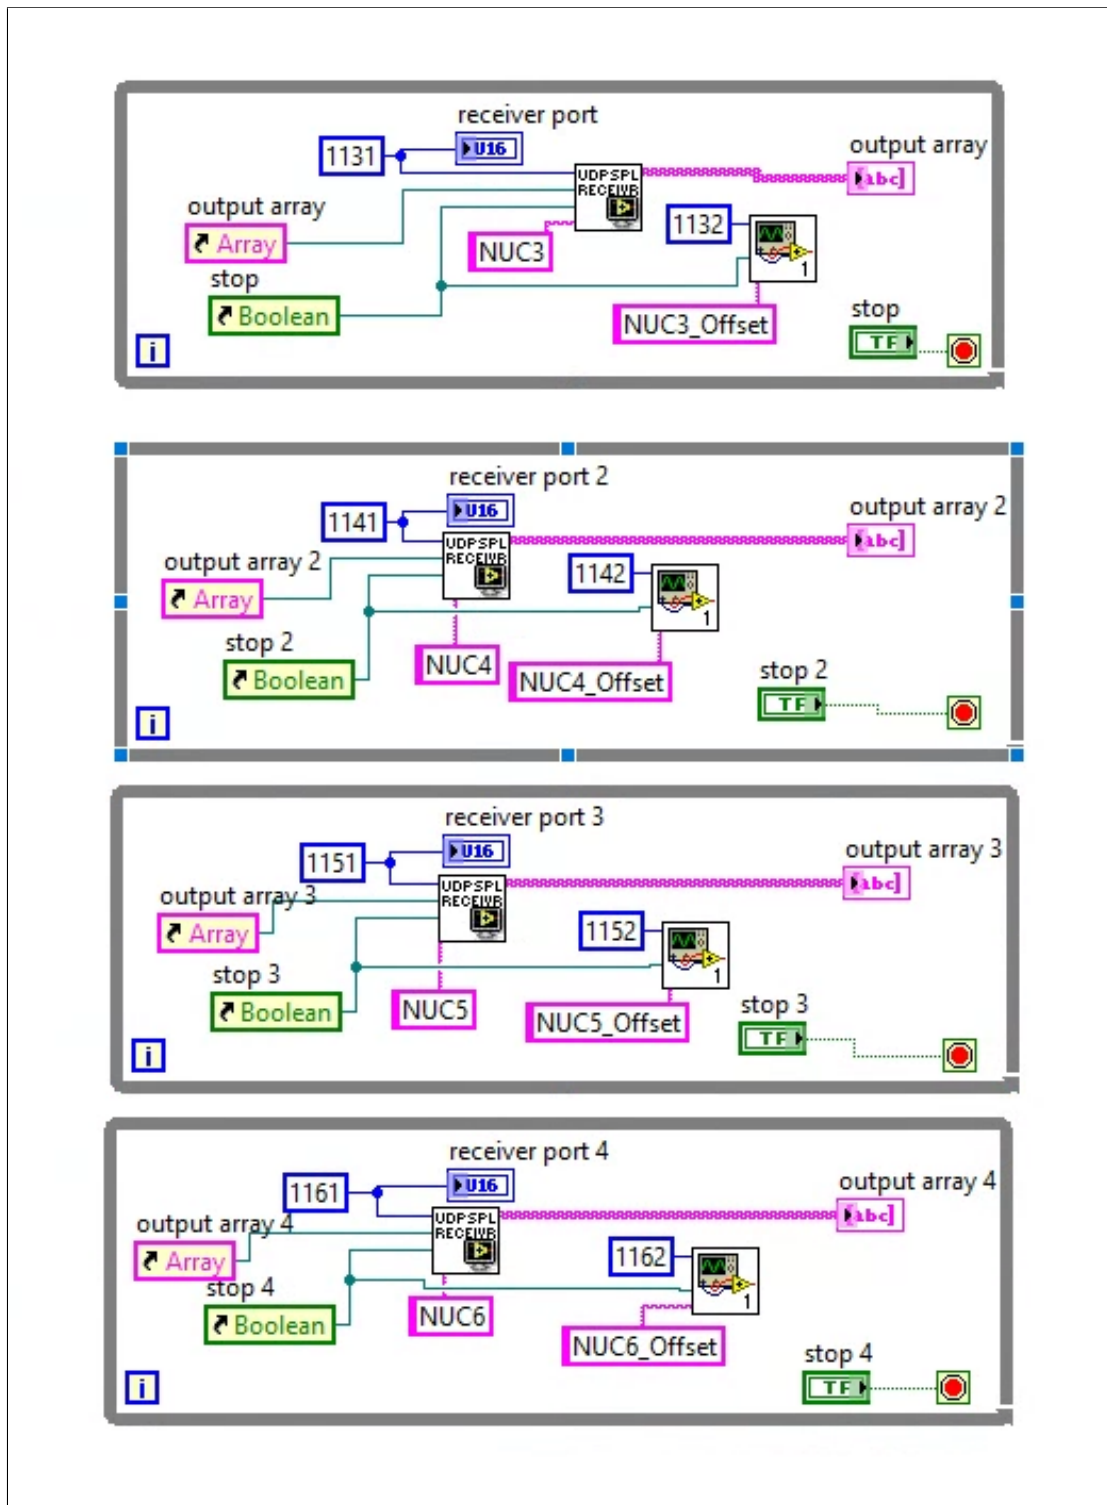 receiver port
1131
U16
output array
abc]
UDPSPL
RECEIVR
output array
Array
1132
NUC3
stop
Boolean
1
NUC3_Offset
stop
TF
i
receiver port 2
1141
U16
output array 2
abc]
UDPSPL
RECEIVR
output array 2
Array
1142
1
stop 2
Boolean
NUC4
NUC4_Offset
stop 2
TF
i
receiver port 3
1151
U16
output array 3
abc]
UDPSPL
RECEIVR
output array 3
Array
1152
1
stop 3
Boolean
NUC5
NUC5_Offset
stop 3
TF
i
receiver port 4
1161
U16
output array 4
abc]
UDPSPL
RECEIVR
output array 4
Array
1162
1
stop 4
Boolean
NUC6
NUC6_Offset
stop 4
TF
i